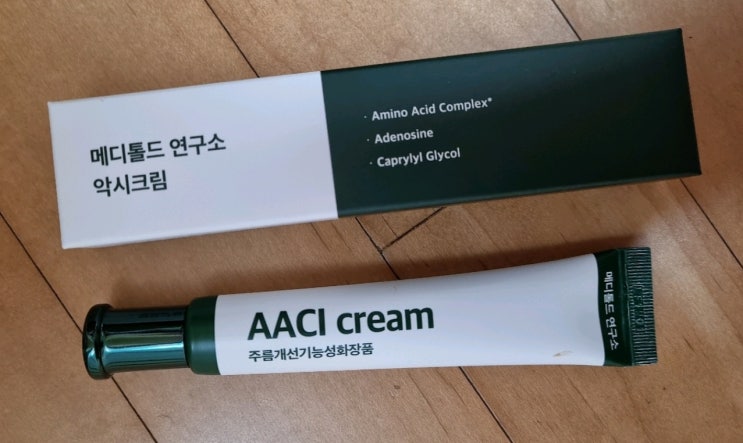 메디톨드 연구소
악시크림
· Amino Acid Complex*
· Adenosine
· Caprylyl Glycol
AACI cream
주름개선기능성화장품
메디톨드 연구소